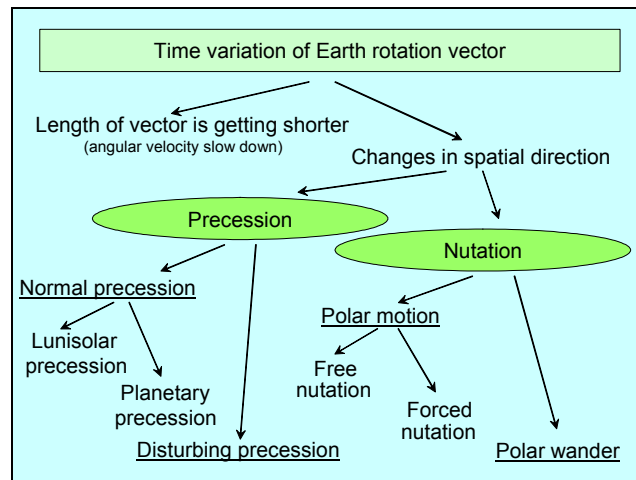 Time variation of Earth rotation vector
Length of vector is getting shorter
(angular velocity slow down)
Changes in spatial direction
Precession
Nutation
Normal precession
Lunisolar
precession
Planetary
precession
Disturbing precession
Polar motion
Free
nutation
Forced
nutation
Polar wander